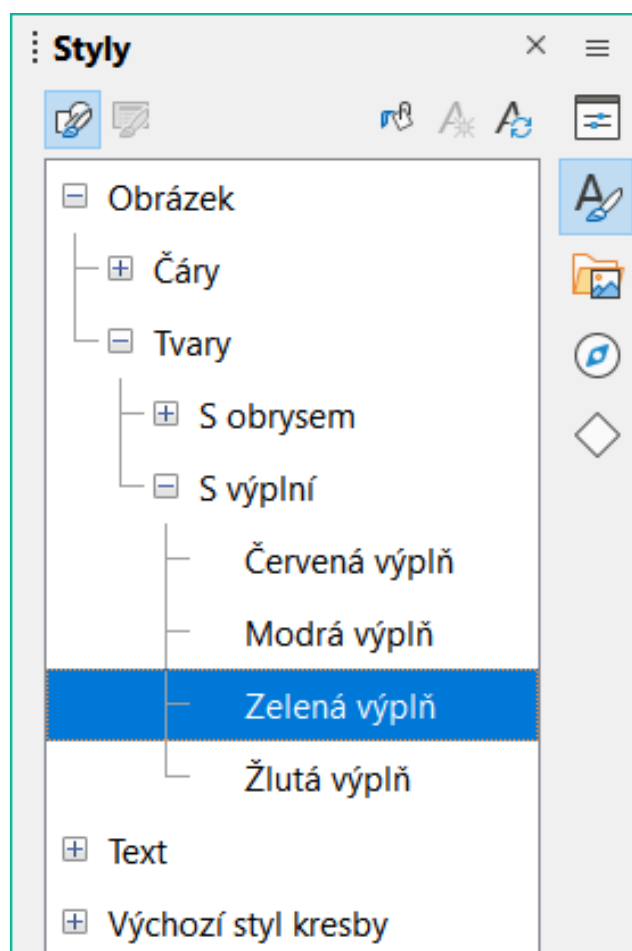 Styly
Obrázek
Čáry
Tvary
S obrysem
S výplní
Červená výplň
Modrá výplň
Zelená výplň
Žlutá výplň
Text
Výchozí styl kresby